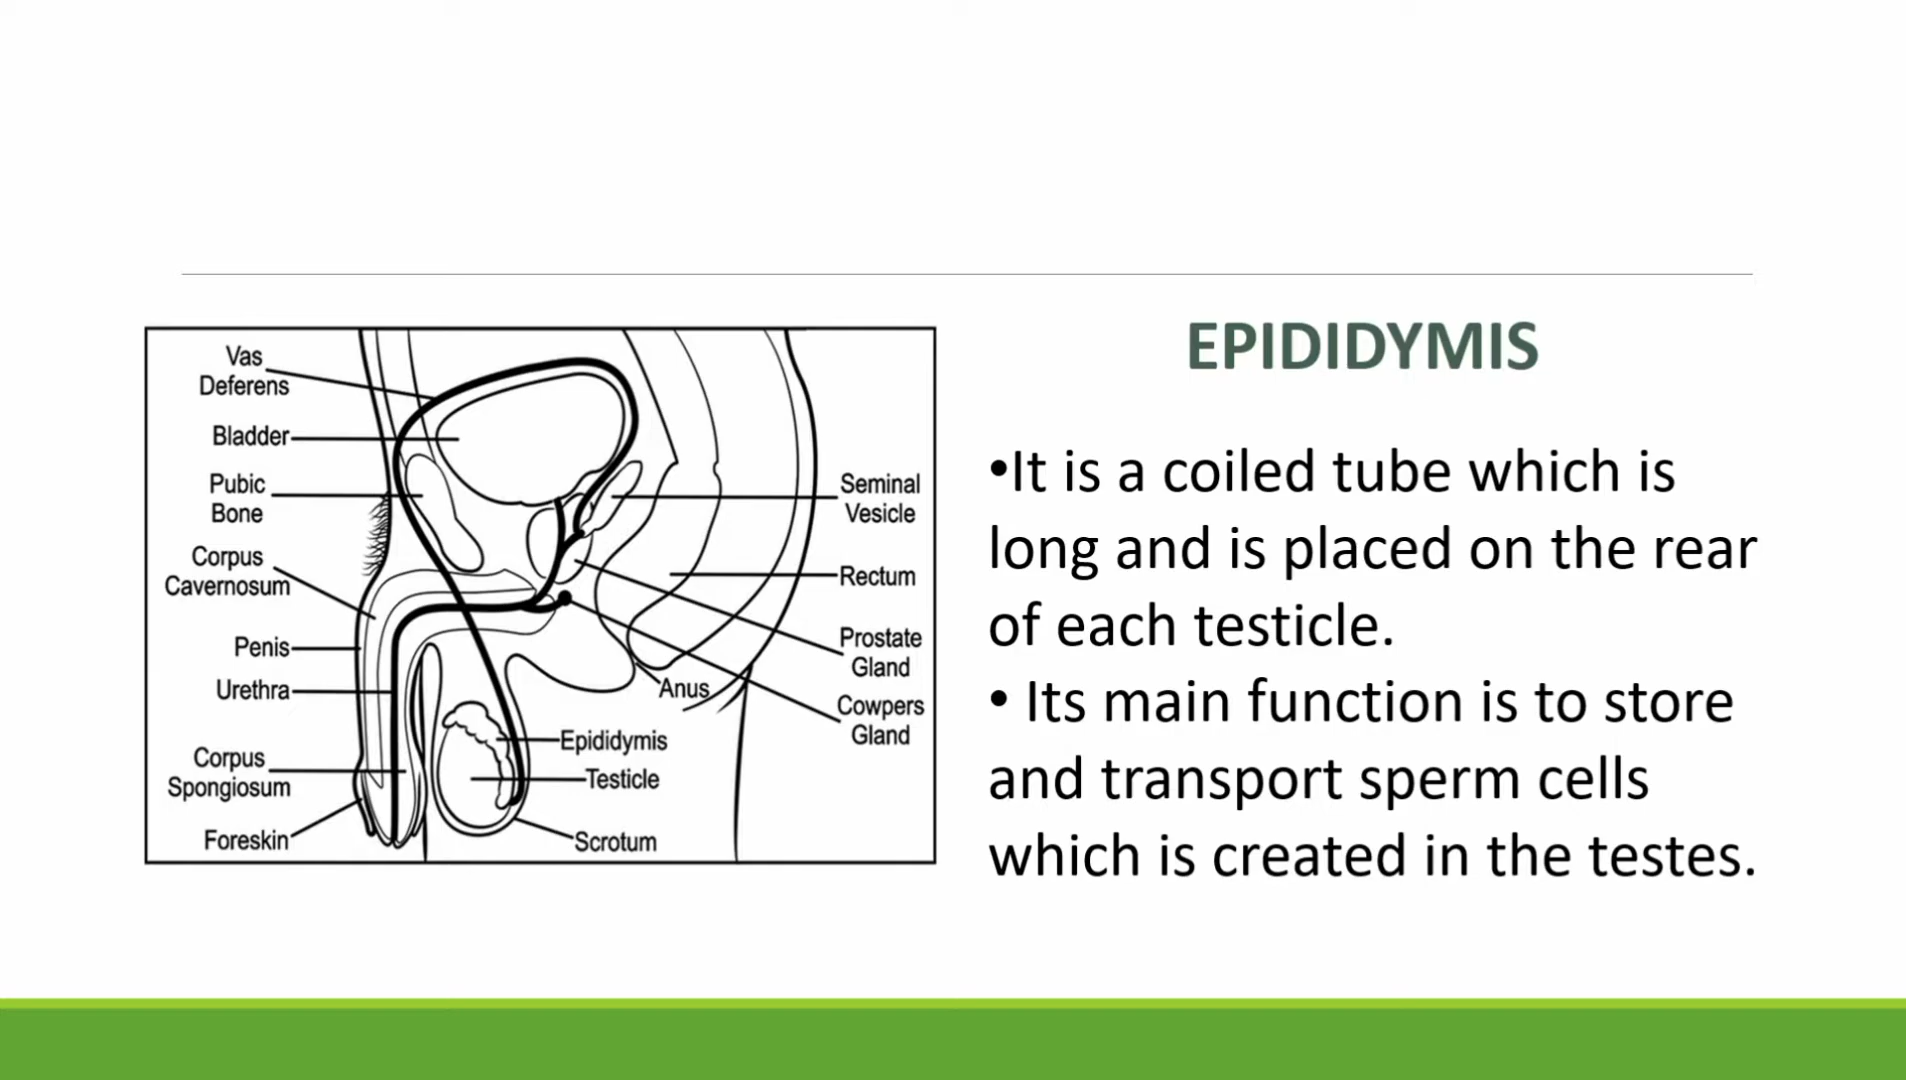 Vas
Deferens
Bladder
Pubic
Bone
Corpus
Cavernosum
Penis
Urethra
Corpus
Spongiosum
Foreskin
Seminal
Vesicle
Rectum
Prostate
Gland
Anus
Cowpers
Gland
Epididymis
Testicle
Scrotum
EPIDIDYMIS
•It is a coiled tube which is
long and is placed on the rear
of each testicle.
• Its main function is to store
and transport sperm cells
which is created in the testes.